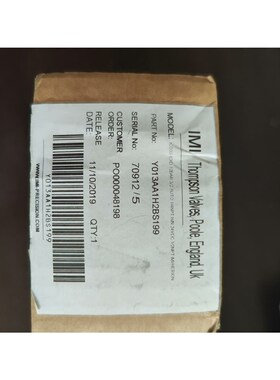 IMI Thompson Valves, Poole, England, Uk
MODEL:
PART No: Y013AA1H2BS199
SERIAL No: 70912 / 5
CUSTOMER ORDER: PO000048198
RELEASE DATE: 11/10/2019 QTY:1
Y013AA1H2BS199
WWW.IMI-PRECISION.COM